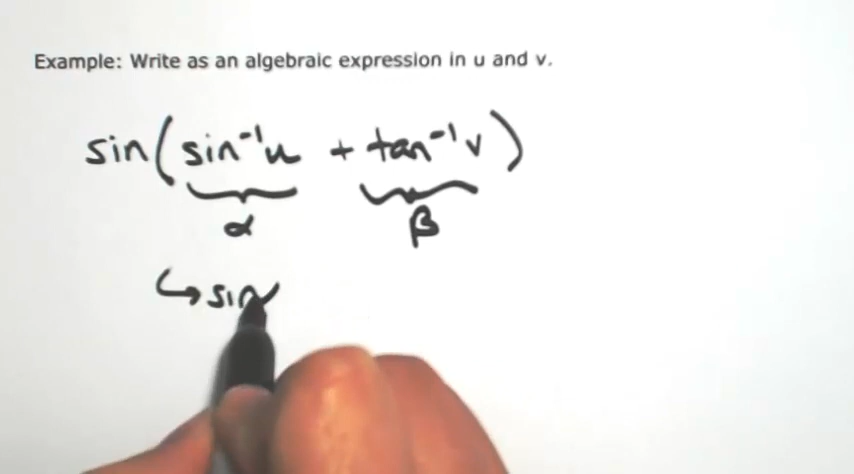 Example: Write as an algebraic expression in u and v.
sin(sin⁻¹u + tan⁻¹v)
α β
↪ sin